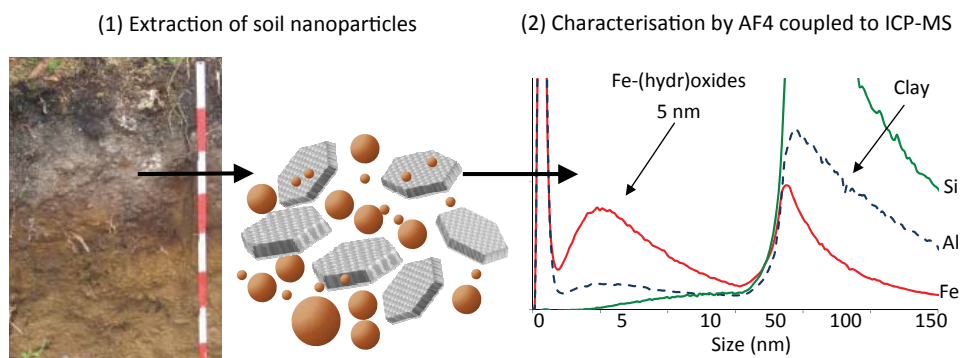 (1) Extraction of soil nanoparticles
(2) Characterisation by AF4 coupled to ICP-MS
Fe-(hydr)oxides
5 nm
Clay
Si
Al
Fe
0 5 10 50 100 150
Size (nm)